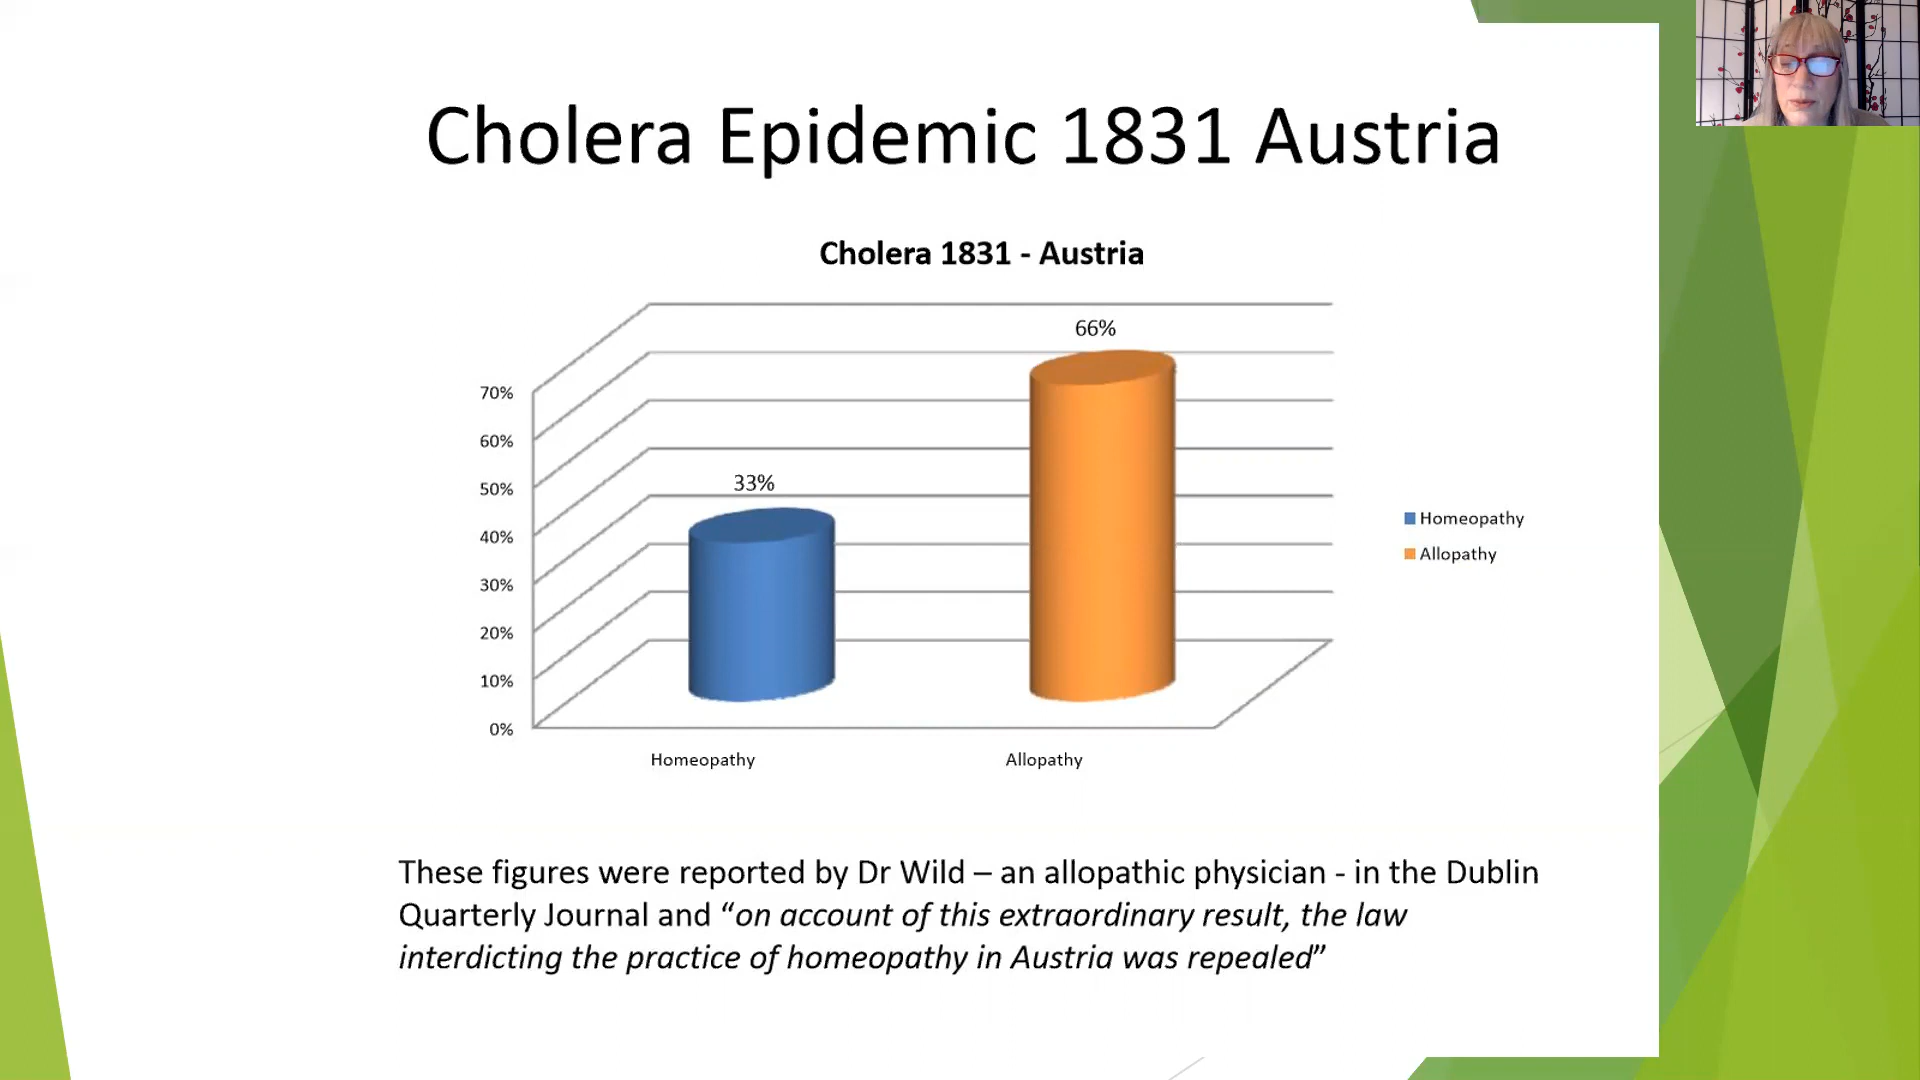 Cholera Epidemic 1831 Austria
Cholera 1831 - Austria
66%
33%
70%
60%
50%
40%
30%
20%
10%
0%
Homeopathy
Allopathy
Homeopathy
Allopathy
These figures were reported by Dr Wild – an allopathic physician - in the Dublin
Quarterly Journal and “on account of this extraordinary result, the law
interdicting the practice of homeopathy in Austria was repealed”